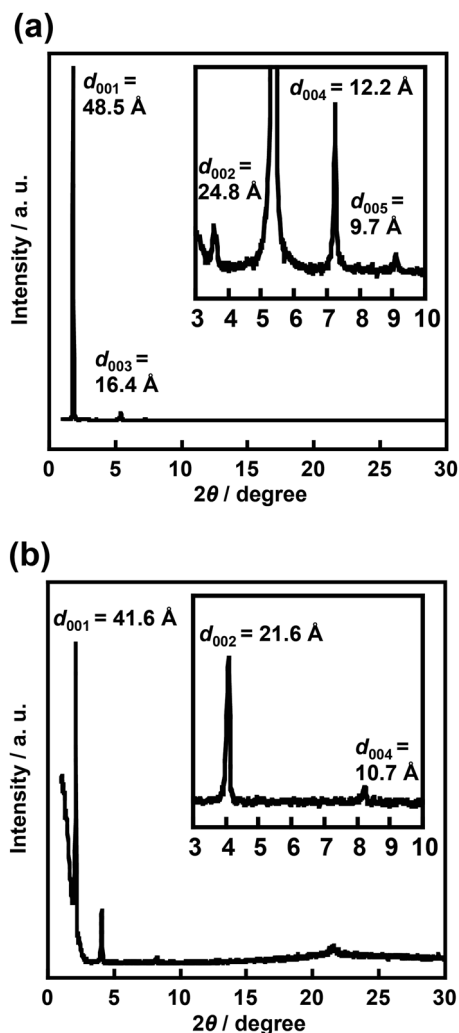 (a)
d001 =
48.5 Å
d004 = 12.2 Å
d002 =
24.8 Å
d005 =
9.7 Å
3 4 5 6 7 8 9 10
d003 =
16.4 Å
Intensity / a. u.
0 5 10 15 20 25 30
2θ / degree
(b)
d001 = 41.6 Å
d002 = 21.6 Å
d004 =
10.7 Å
3 4 5 6 7 8 9 10
Intensity / a. u.
0 5 10 15 20 25 30
2θ / degree